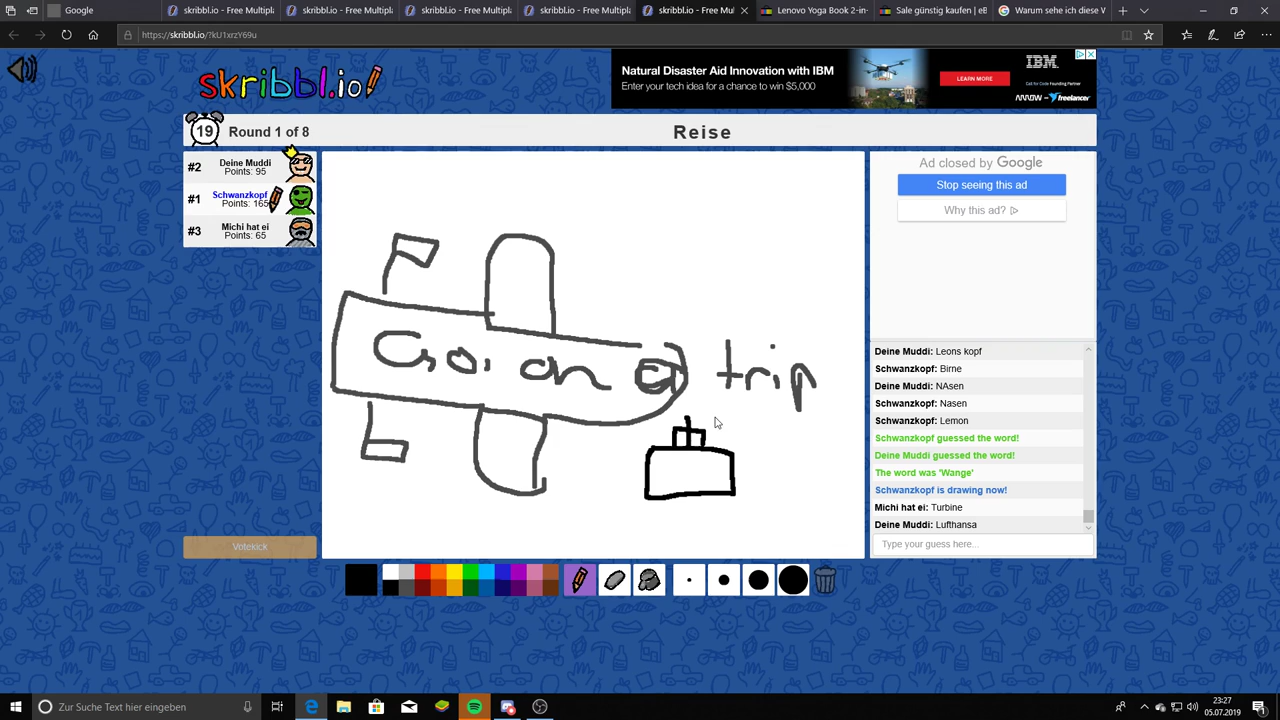 Google
skribbl.io - Free Multipl
skribbl.io - Free Multipl
skribbl.io - Free Multipl
skribbl.io - Free Multipl
skribbl.io - Free Mul
Lenovo Yoga Book 2-in-
Sale günstig kaufen | eB
Warum sehe ich diese V
https://skribbl.io/?kU1xrzY69u
skribbl.io
Natural Disaster Aid Innovation with IBM
Enter your tech idea for a chance to win $5,000
LEARN MORE
IBM
Call for Code Founding Partner
ARROW
freelancer
19
Round 1 of 8
Reise
#2
Deine Muddi
Points: 95
#1
Schwanzkopf
Points: 165
#3
Michi hat ei
Points: 65
Votekick
Go on a trip
Ad closed by Google
Stop seeing this ad
Why this ad?
Deine Muddi: Leons kopf
Schwanzkopf: Birne
Deine Muddi: NAsen
Schwanzkopf: Nasen
Schwanzkopf: Lemon
Schwanzkopf guessed the word!
Deine Muddi guessed the word!
The word was 'Wange'
Schwanzkopf is drawing now!
Michi hat ei: Turbine
Deine Muddi: Lufthansa
Type your guess here...
Zur Suche Text hier eingeben
23:27
05.07.2019